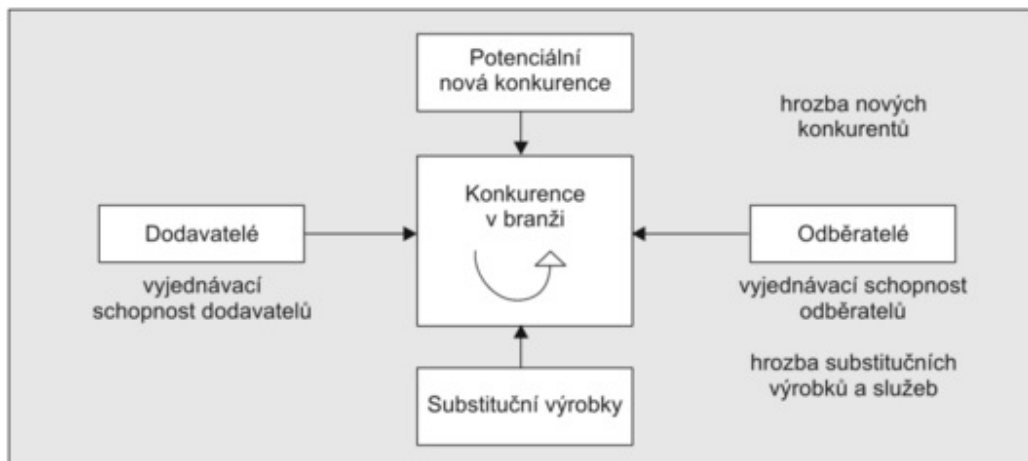 Potenciální
nová konkurence
hrozba nových
konkurentů
Konkurence
v branži
Dodavatelé
Odběratelé
vyjednávací
schopnost dodavatelů
vyjednávací schopnost
odběratelů
hrozba substitučních
výrobků a služeb
Substituční výrobky